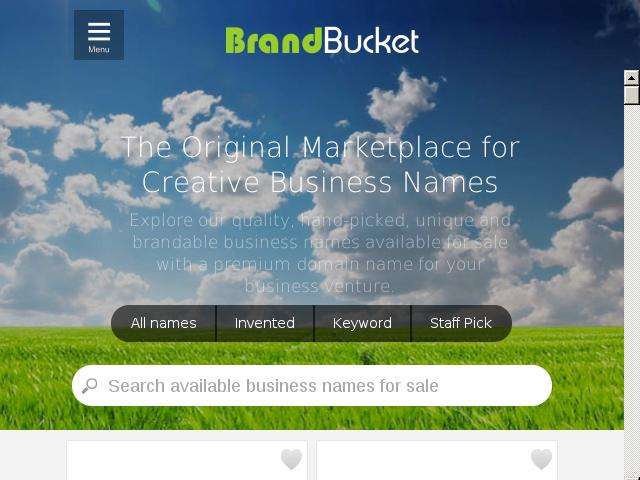 Menu
BrandBucket
The Original Marketplace for
Creative Business Names
Explore our quality, hand-picked, unique and
brandable business names available for sale
with a premium domain name for your
business venture.
All names
Invented
Keyword
Staff Pick
Search available business names for sale